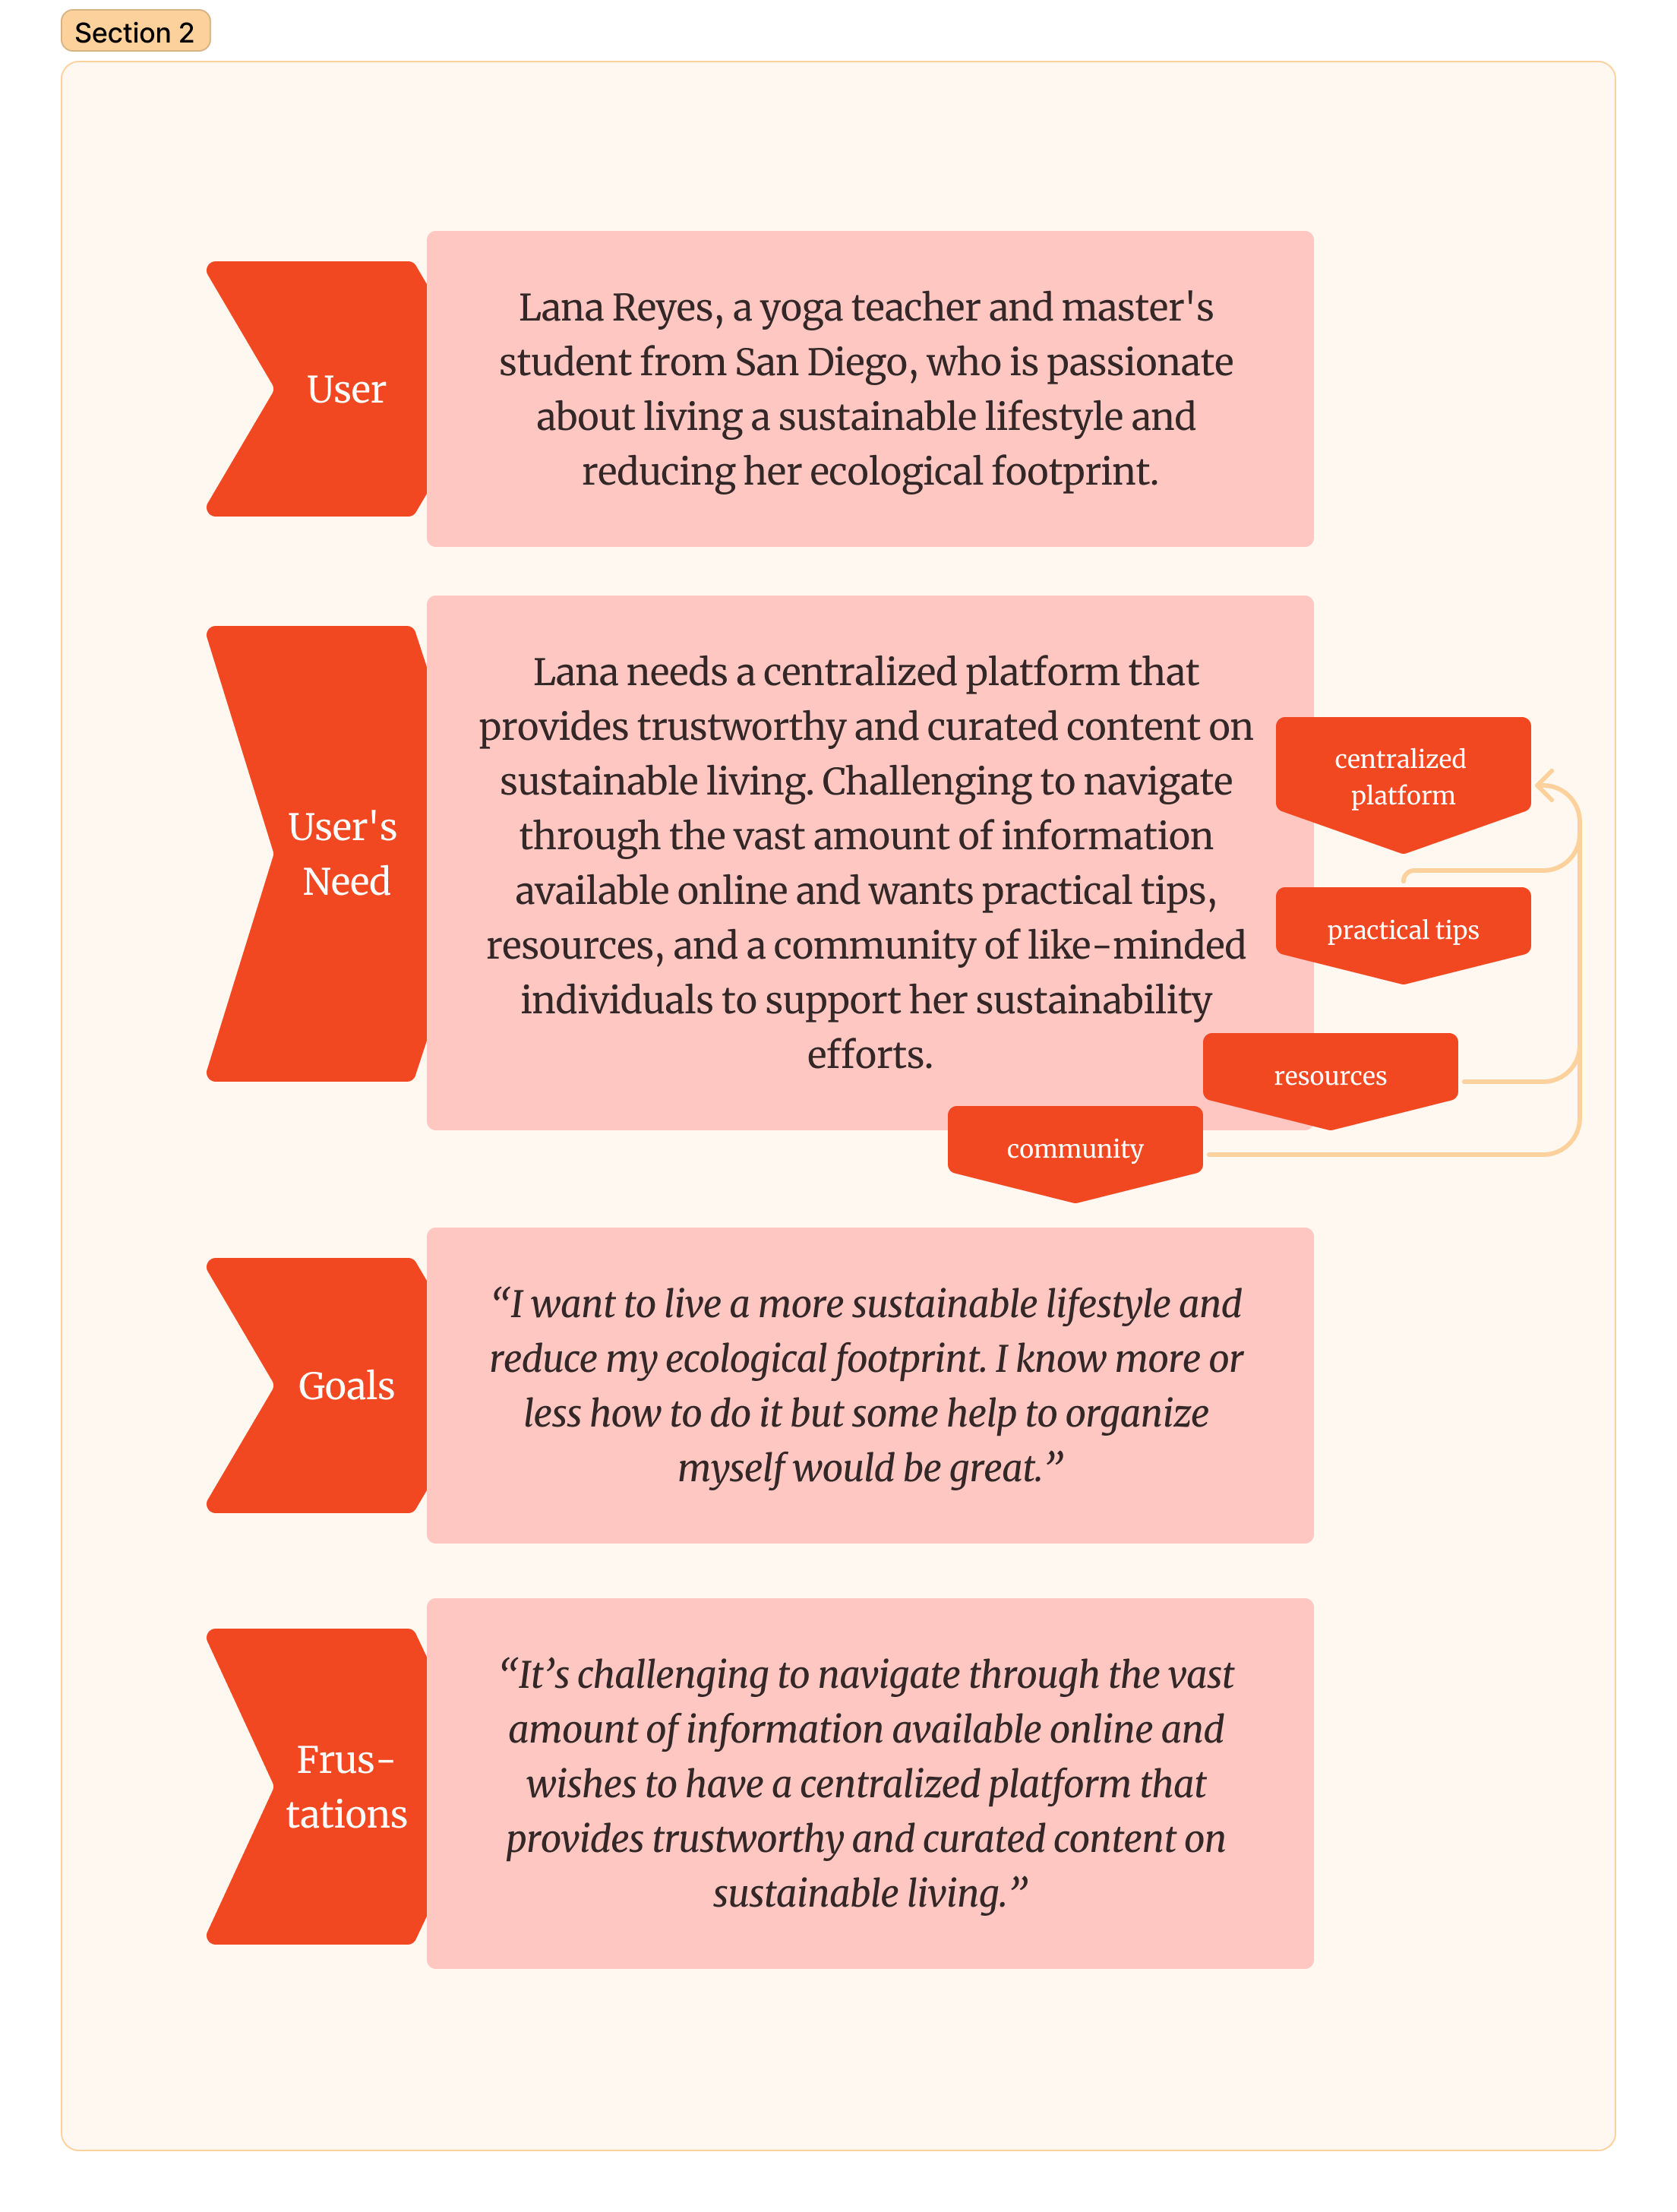 Section 2
User
Lana Reyes, a yoga teacher and master's
student from San Diego, who is passionate
about living a sustainable lifestyle and
reducing her ecological footprint.
User's
Need
Lana needs a centralized platform that
provides trustworthy and curated content on
sustainable living. Challenging to navigate
through the vast amount of information
available online and wants practical tips,
resources, and a community of like-minded
individuals to support her sustainability
efforts.
centralized
platform
practical tips
resources
community
Goals
“I want to live a more sustainable lifestyle and
reduce my ecological footprint. I know more or
less how to do it but some help to organize
myself would be great.”
Frus-
tations
“It’s challenging to navigate through the vast
amount of information available online and
wishes to have a centralized platform that
provides trustworthy and curated content on
sustainable living.”